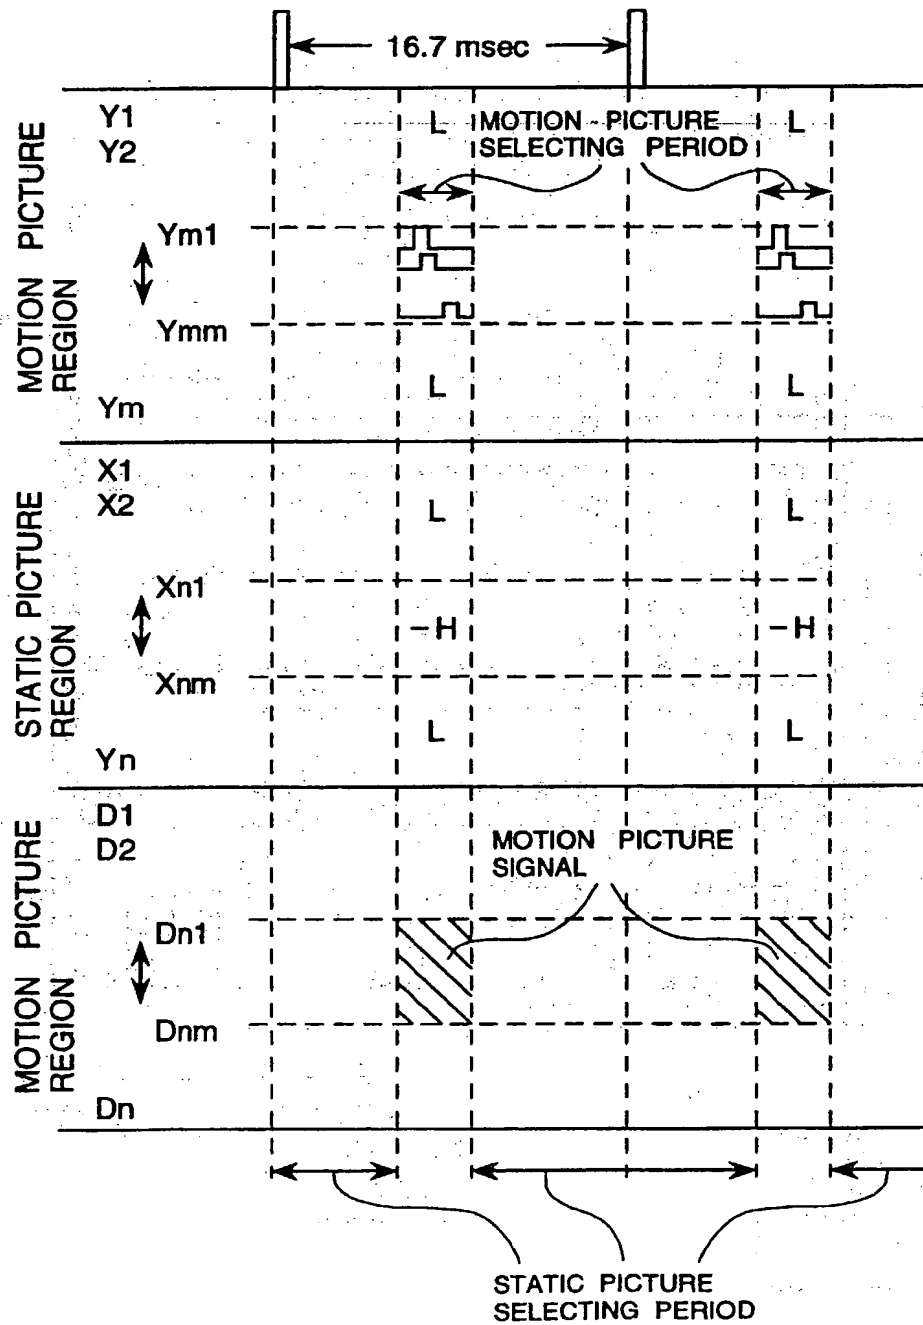 16.7 msec
MOTION PICTURE
REGION
Y1
Y2
L
MOTION PICTURE
SELECTING PERIOD
L
Ym1
Ymm
Ym
L
L
STATIC PICTURE
REGION
X1
X2
L
L
Xn1
– H
– H
Xnm
Yn
L
L
MOTION PICTURE
REGION
D1
D2
MOTION PICTURE
SIGNAL
Dn1
Dnm
Dn
STATIC PICTURE
SELECTING PERIOD